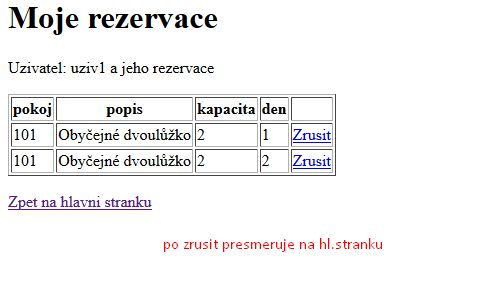 Moje rezervace
Uzivatel: uziv1 a jeho rezervace
pokoj popis kapacita den
101 Obyčejné dvoulůžko 2 1 Zrusit
101 Obyčejné dvoulůžko 2 2 Zrusit
Zpet na hlavni stranku
po zrusit presmeruje na hl.stranku